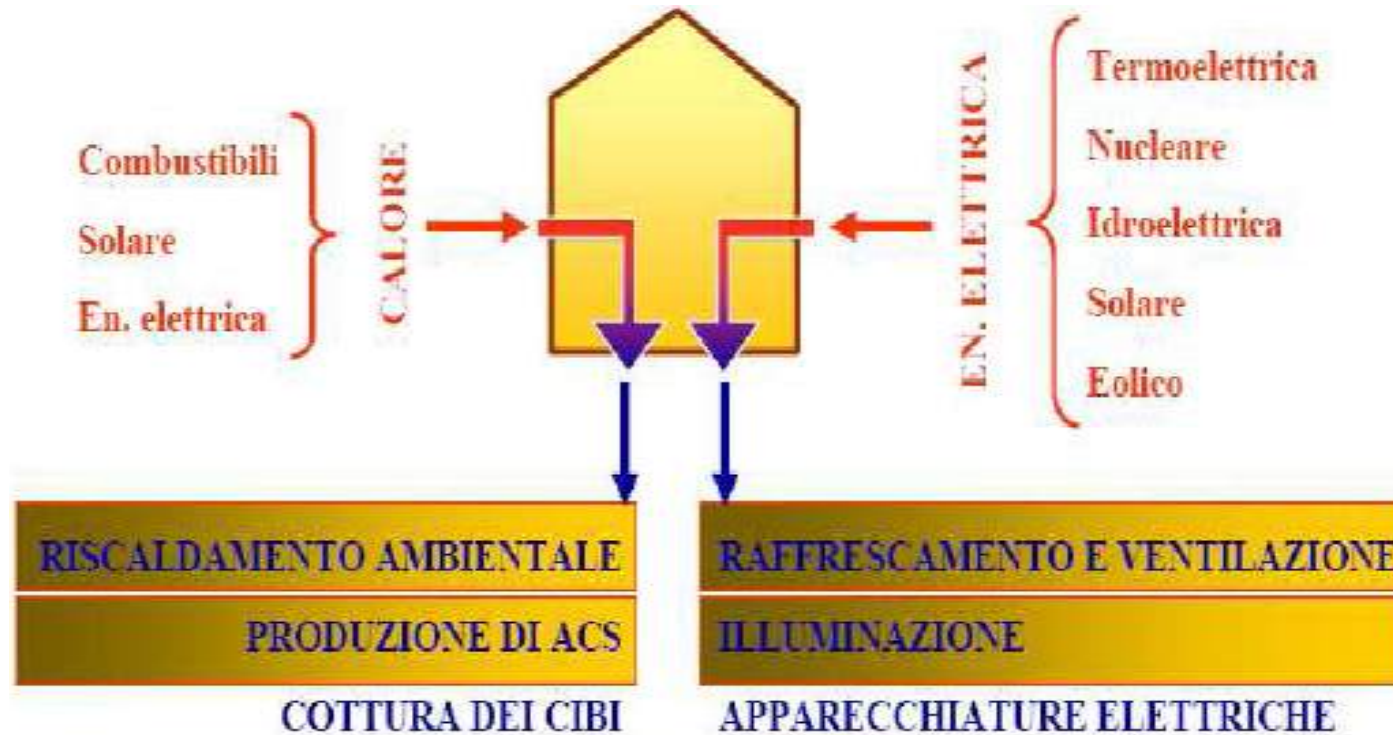 Combustibili
Solare
En. elettrica
CALORE
EN. ELETTRICA
Termoelettrica
Nucleare
Idroelettrica
Solare
Eolico
RISCALDAMENTO AMBIENTALE
PRODUZIONE DI ACS
COTTURA DEI CIBI
RAFFRESCAMENTO E VENTILAZIONE
ILLUMINAZIONE
APPARECCHIATURE ELETTRICHE